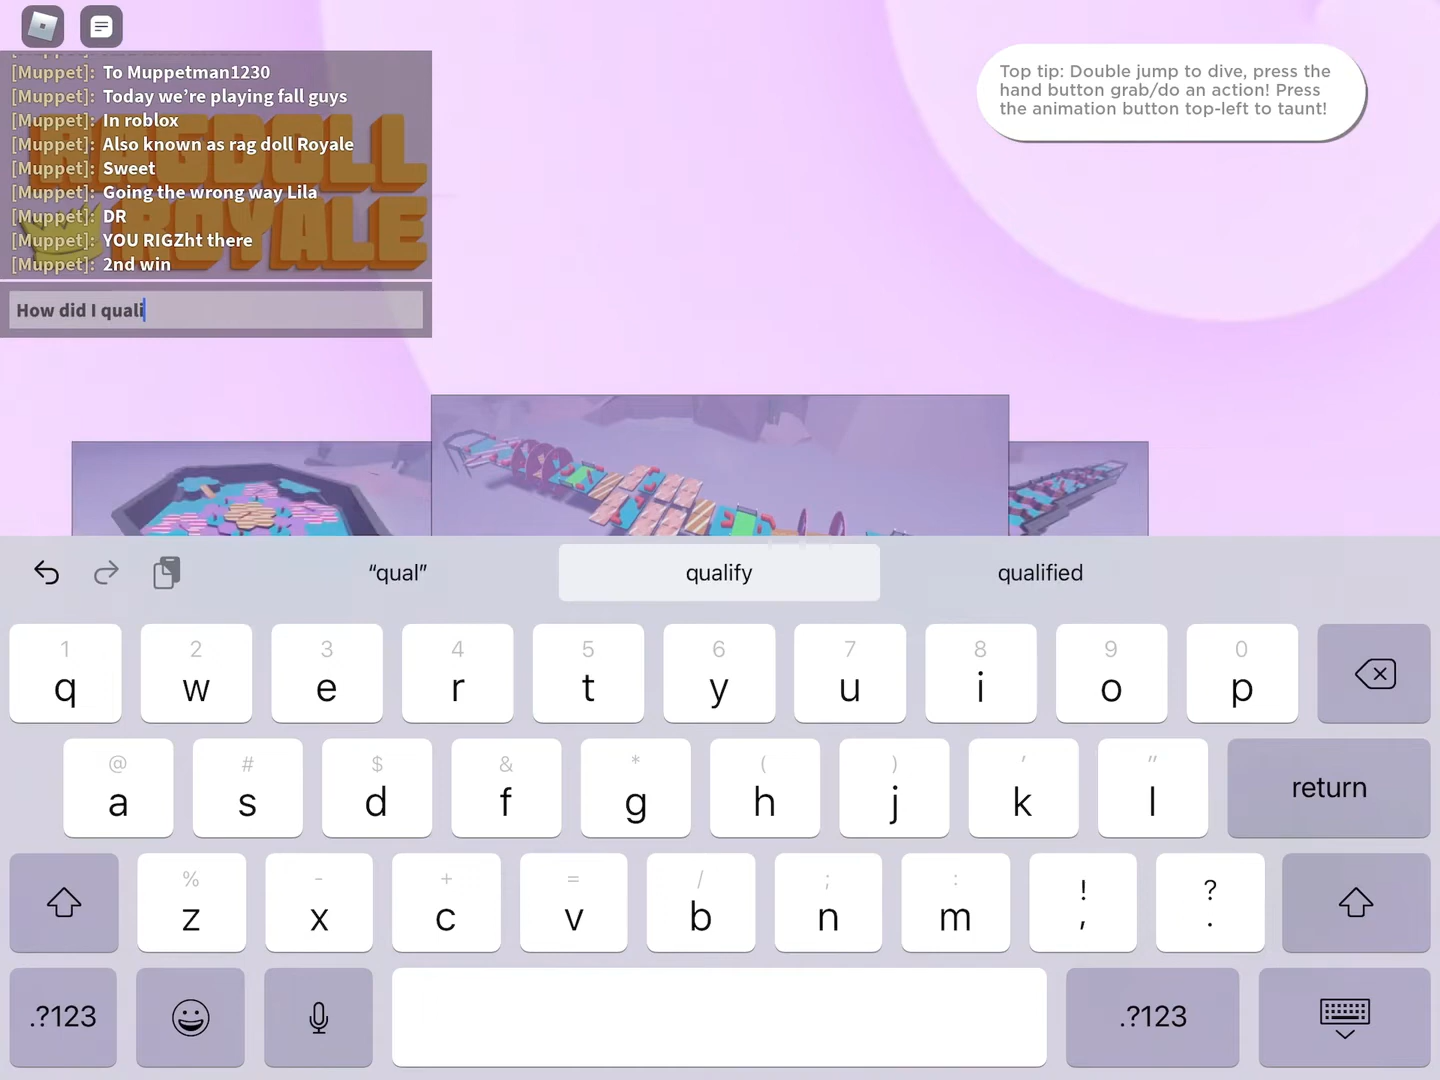 [Muppet]: To Muppetman1230
[Muppet]: Today we're playing fall guys
[Muppet]: In roblox
[Muppet]: Also known as rag doll Royale
[Muppet]: Sweet
[Muppet]: Going the wrong way Lila
[Muppet]: DR
[Muppet]: YOU RIGZht there
[Muppet]: 2nd win
RAGDOLL
ROYALE
How did I quali
Top tip: Double jump to dive, press the
hand button grab/do an action! Press
the animation button top-left to taunt!
“qual” qualify qualified
1 2 3 4 5 6 7 8 9 0
q w e r t y u i o p
@ # $ & * ( ) ' "
a s d f g h j k l return
% - + = / ; : ! ?
z x c v b n m , .
.?123 .?123